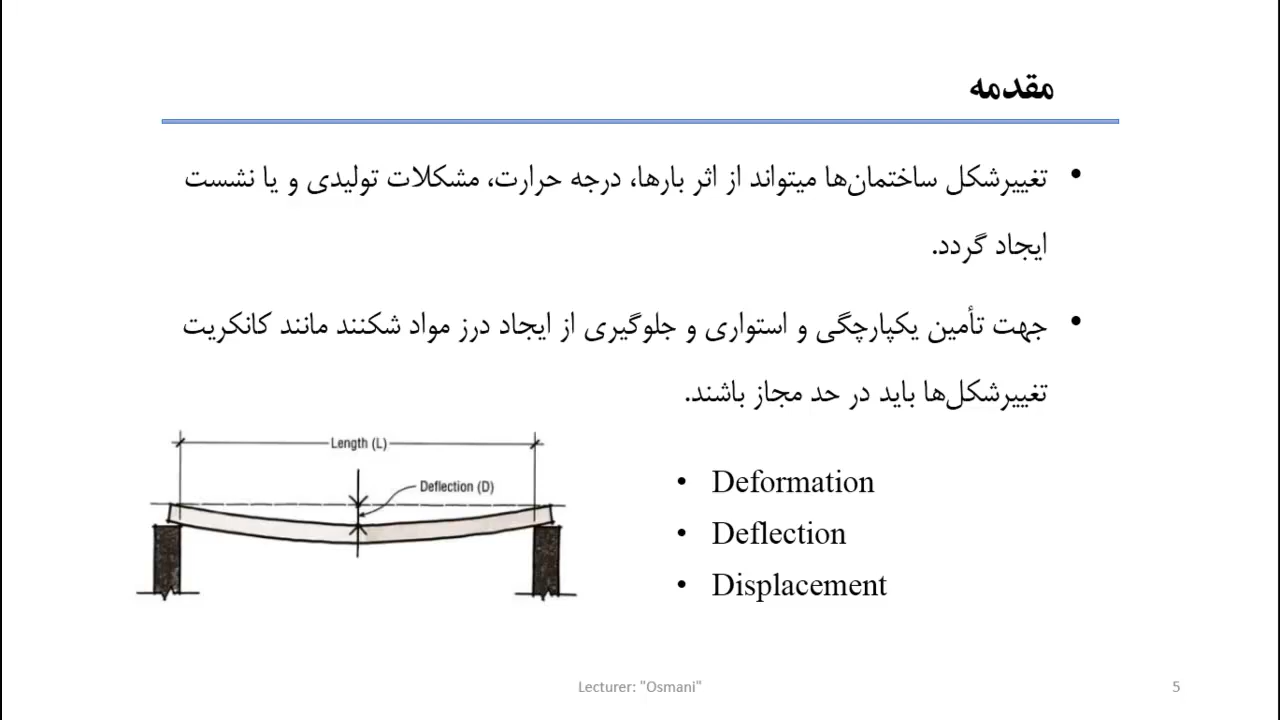 مقدمه
• تغییرشکل ساختمان‌ها میتواند از اثر بارها، درجه حرارت، مشکلات تولیدی و یا نشست
ایجاد گردد.
• جهت تأمین یکپارچگی و استواری و جلوگیری از ایجاد درز مواد شکنند مانند کانکریت
تغییرشکل‌ها باید در حد مجاز باشند.
Length (L)
Deflection (D)
• Deformation
• Deflection
• Displacement
Lecturer: "Osmani"
5